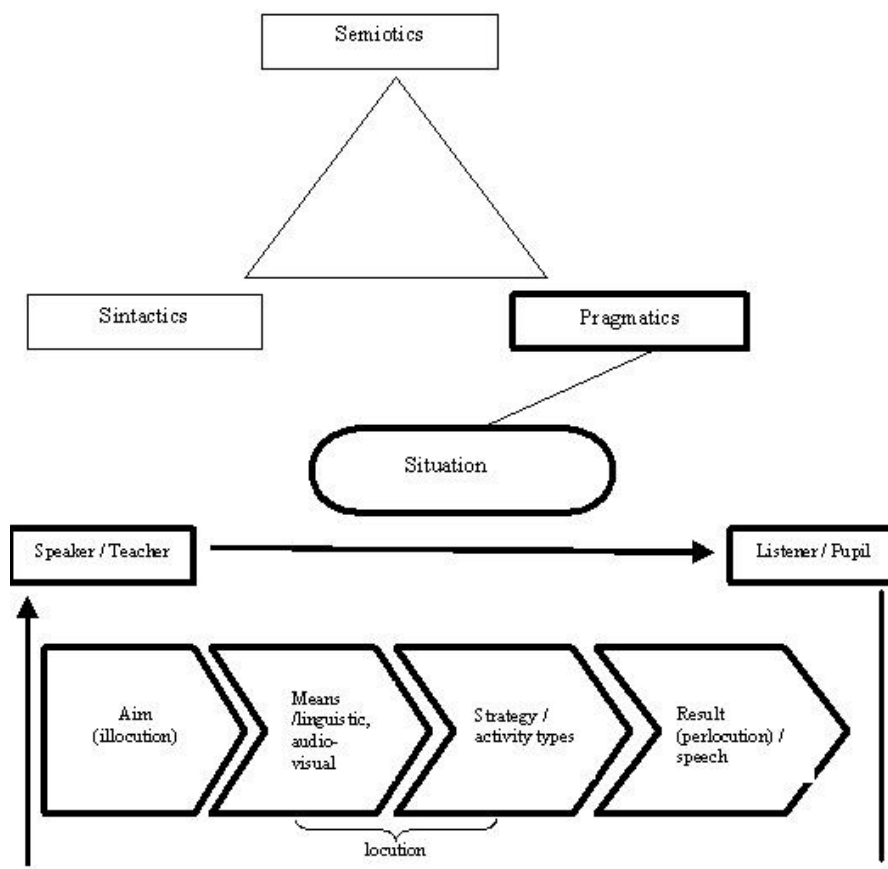 Semiotics
Sintactics
Pragmatics
Situation
Speaker / Teacher
Listener / Pupil
Aim
(illocution)
Means
/linguistic,
audio-
visual
Strategy /
activity types
Result
(perlocution) /
speech
locution